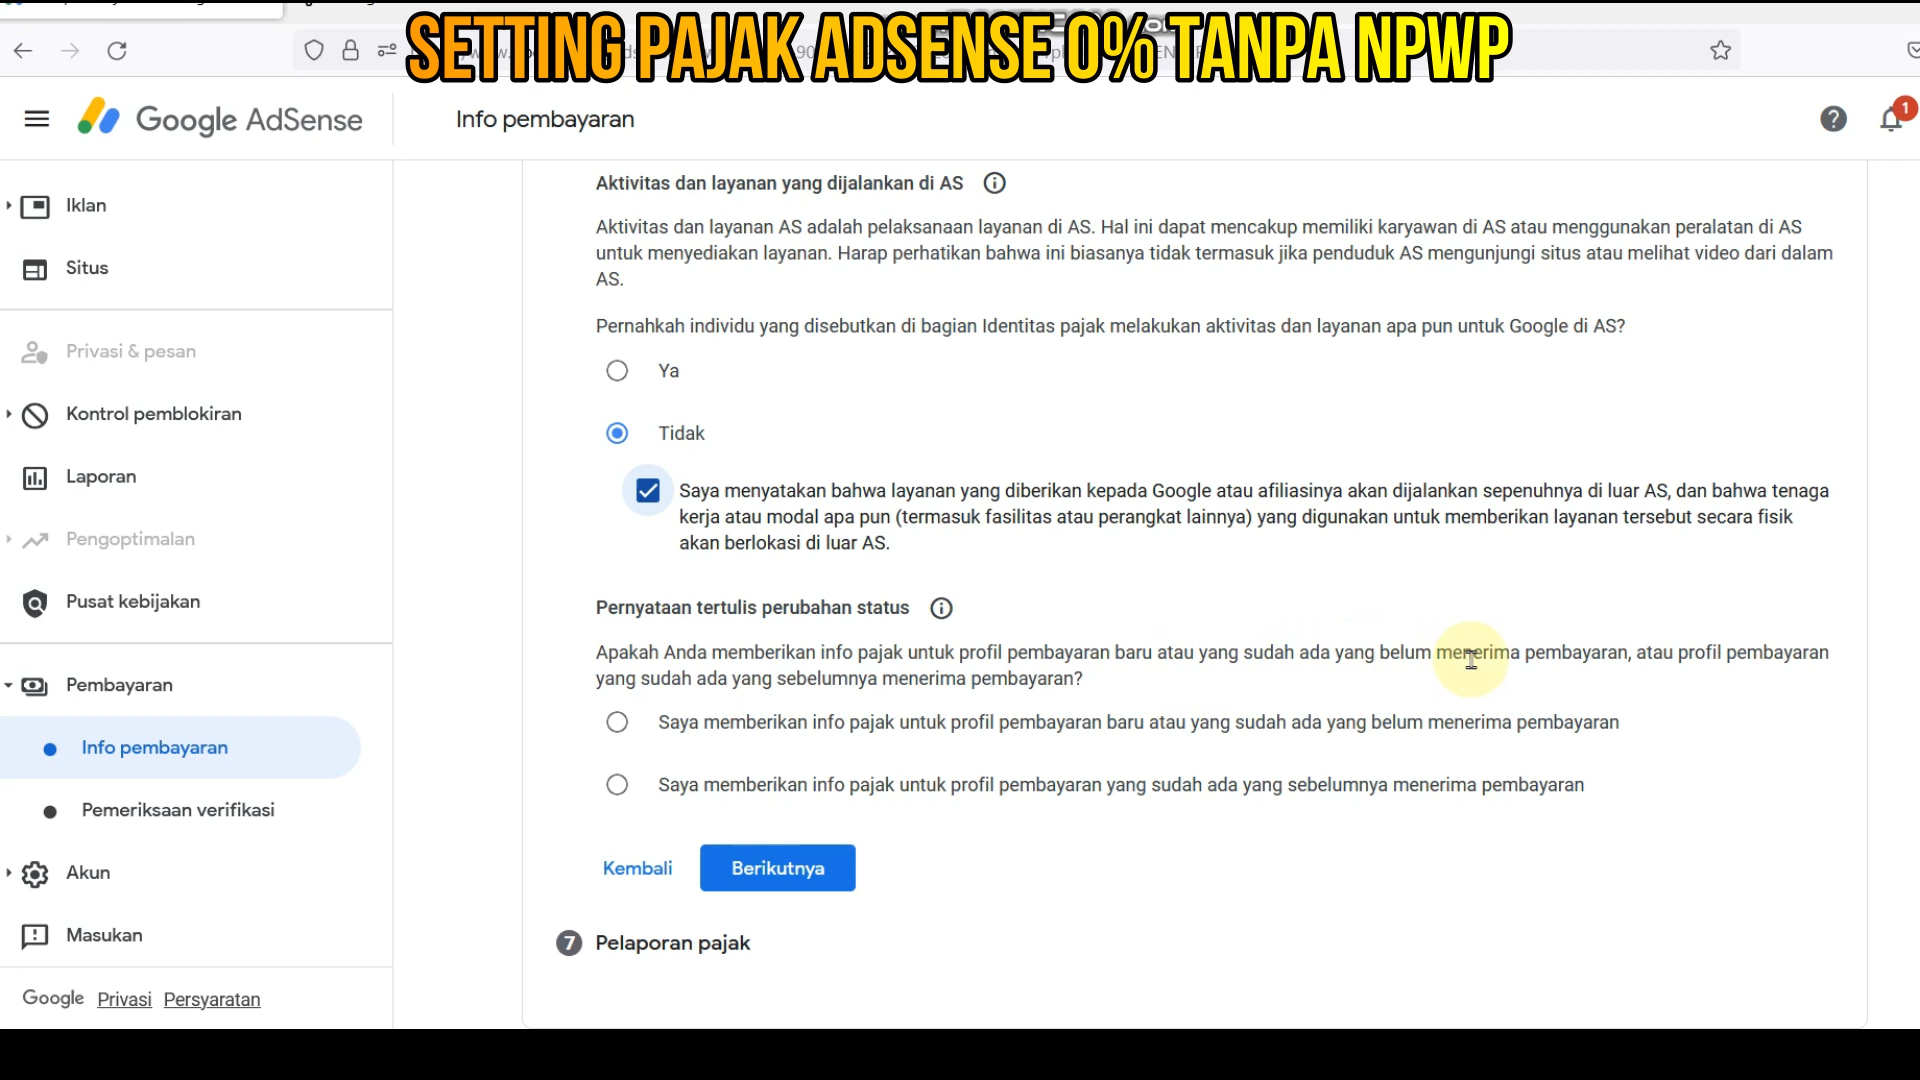 SETTING PAJAK ADSENSE 0% TANPA NPWP
Google AdSense
Info pembayaran
1
Iklan
Situs
Privasi & pesan
Kontrol pemblokiran
Laporan
Pengoptimalan
Pusat kebijakan
Pembayaran
Info pembayaran
Pemeriksaan verifikasi
Akun
Masukan
Google Privasi Persyaratan
Aktivitas dan layanan yang dijalankan di AS
Aktivitas dan layanan AS adalah pelaksanaan layanan di AS. Hal ini dapat mencakup memiliki karyawan di AS atau menggunakan peralatan di AS
untuk menyediakan layanan. Harap perhatikan bahwa ini biasanya tidak termasuk jika penduduk AS mengunjungi situs atau melihat video dari dalam
AS.
Pernahkah individu yang disebutkan di bagian Identitas pajak melakukan aktivitas dan layanan apa pun untuk Google di AS?
Ya
Tidak
Saya menyatakan bahwa layanan yang diberikan kepada Google atau afiliasinya akan dijalankan sepenuhnya di luar AS, dan bahwa tenaga
kerja atau modal apa pun (termasuk fasilitas atau perangkat lainnya) yang digunakan untuk memberikan layanan tersebut secara fisik
akan berlokasi di luar AS.
Pernyataan tertulis perubahan status
Apakah Anda memberikan info pajak untuk profil pembayaran baru atau yang sudah ada yang belum menerima pembayaran, atau profil pembayaran
yang sudah ada yang sebelumnya menerima pembayaran?
Saya memberikan info pajak untuk profil pembayaran baru atau yang sudah ada yang belum menerima pembayaran
Saya memberikan info pajak untuk profil pembayaran yang sudah ada yang sebelumnya menerima pembayaran
Kembali Berikutnya
7 Pelaporan pajak